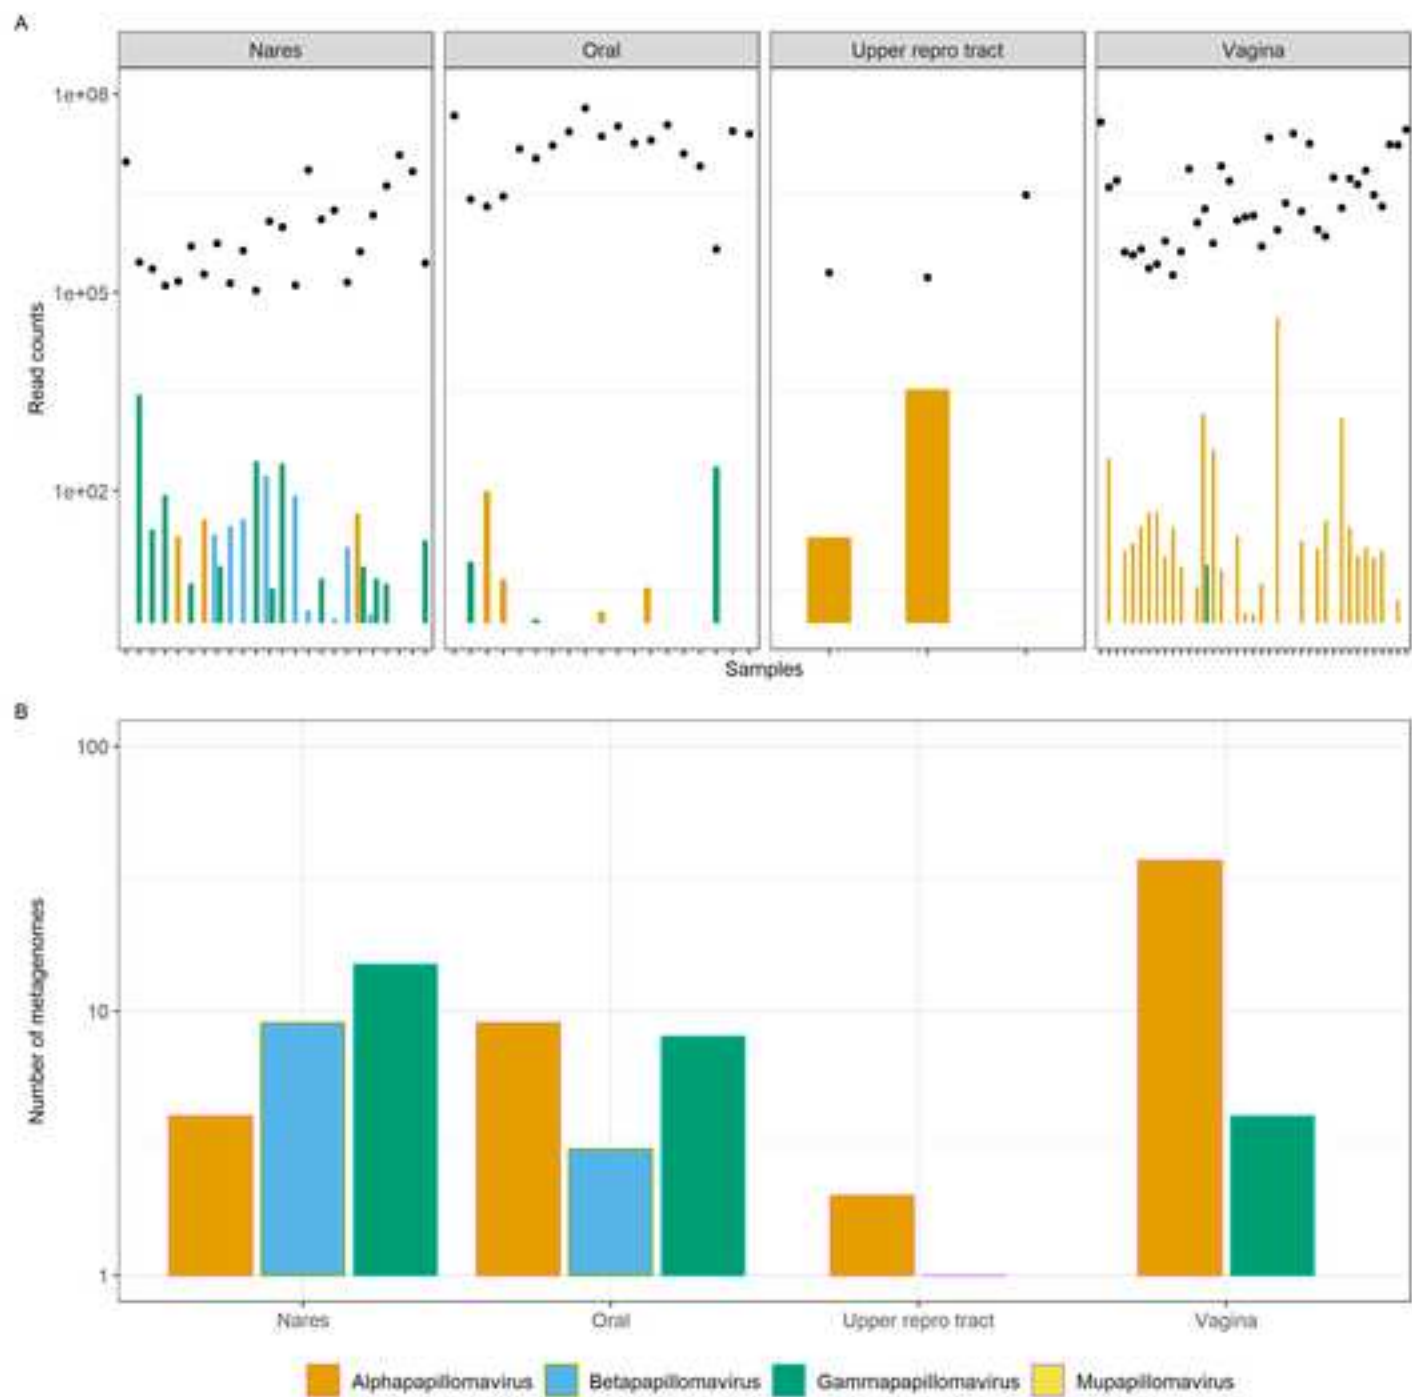 A
Nares Oral Upper repro tract Vagina
1e+08
1e+05
1e+02
Read counts
Samples
B
100
10
1
Number of metagenomes
Nares Oral Upper repro tract Vagina
Alphapapillomavirus Betapapillomavirus Gammapapillomavirus Mupapillomavirus